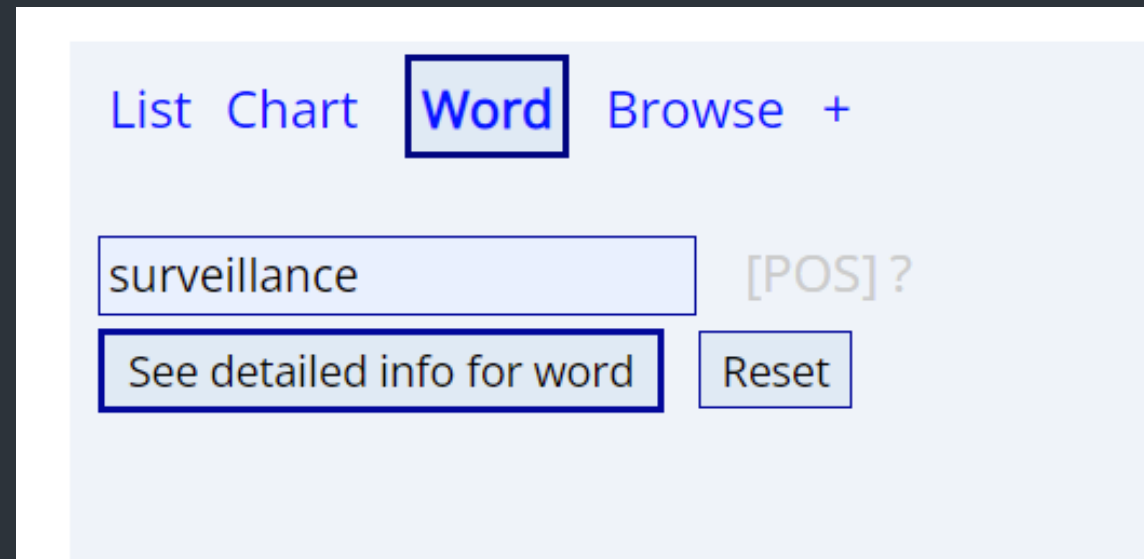 List Chart Word Browse +
surveillance [POS] ?
See detailed info for word Reset